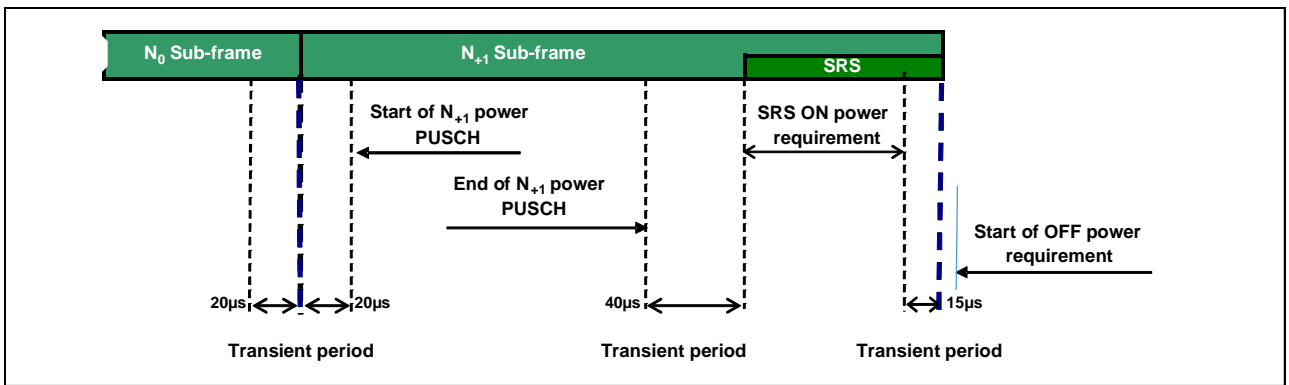 N0 Sub-frame
N+1 Sub-frame
SRS
Start of N+1 power
PUSCH
SRS ON power
requirement
End of N+1 power
PUSCH
Start of OFF power
requirement
20µs
20µs
40µs
15µs
Transient period
Transient period
Transient period